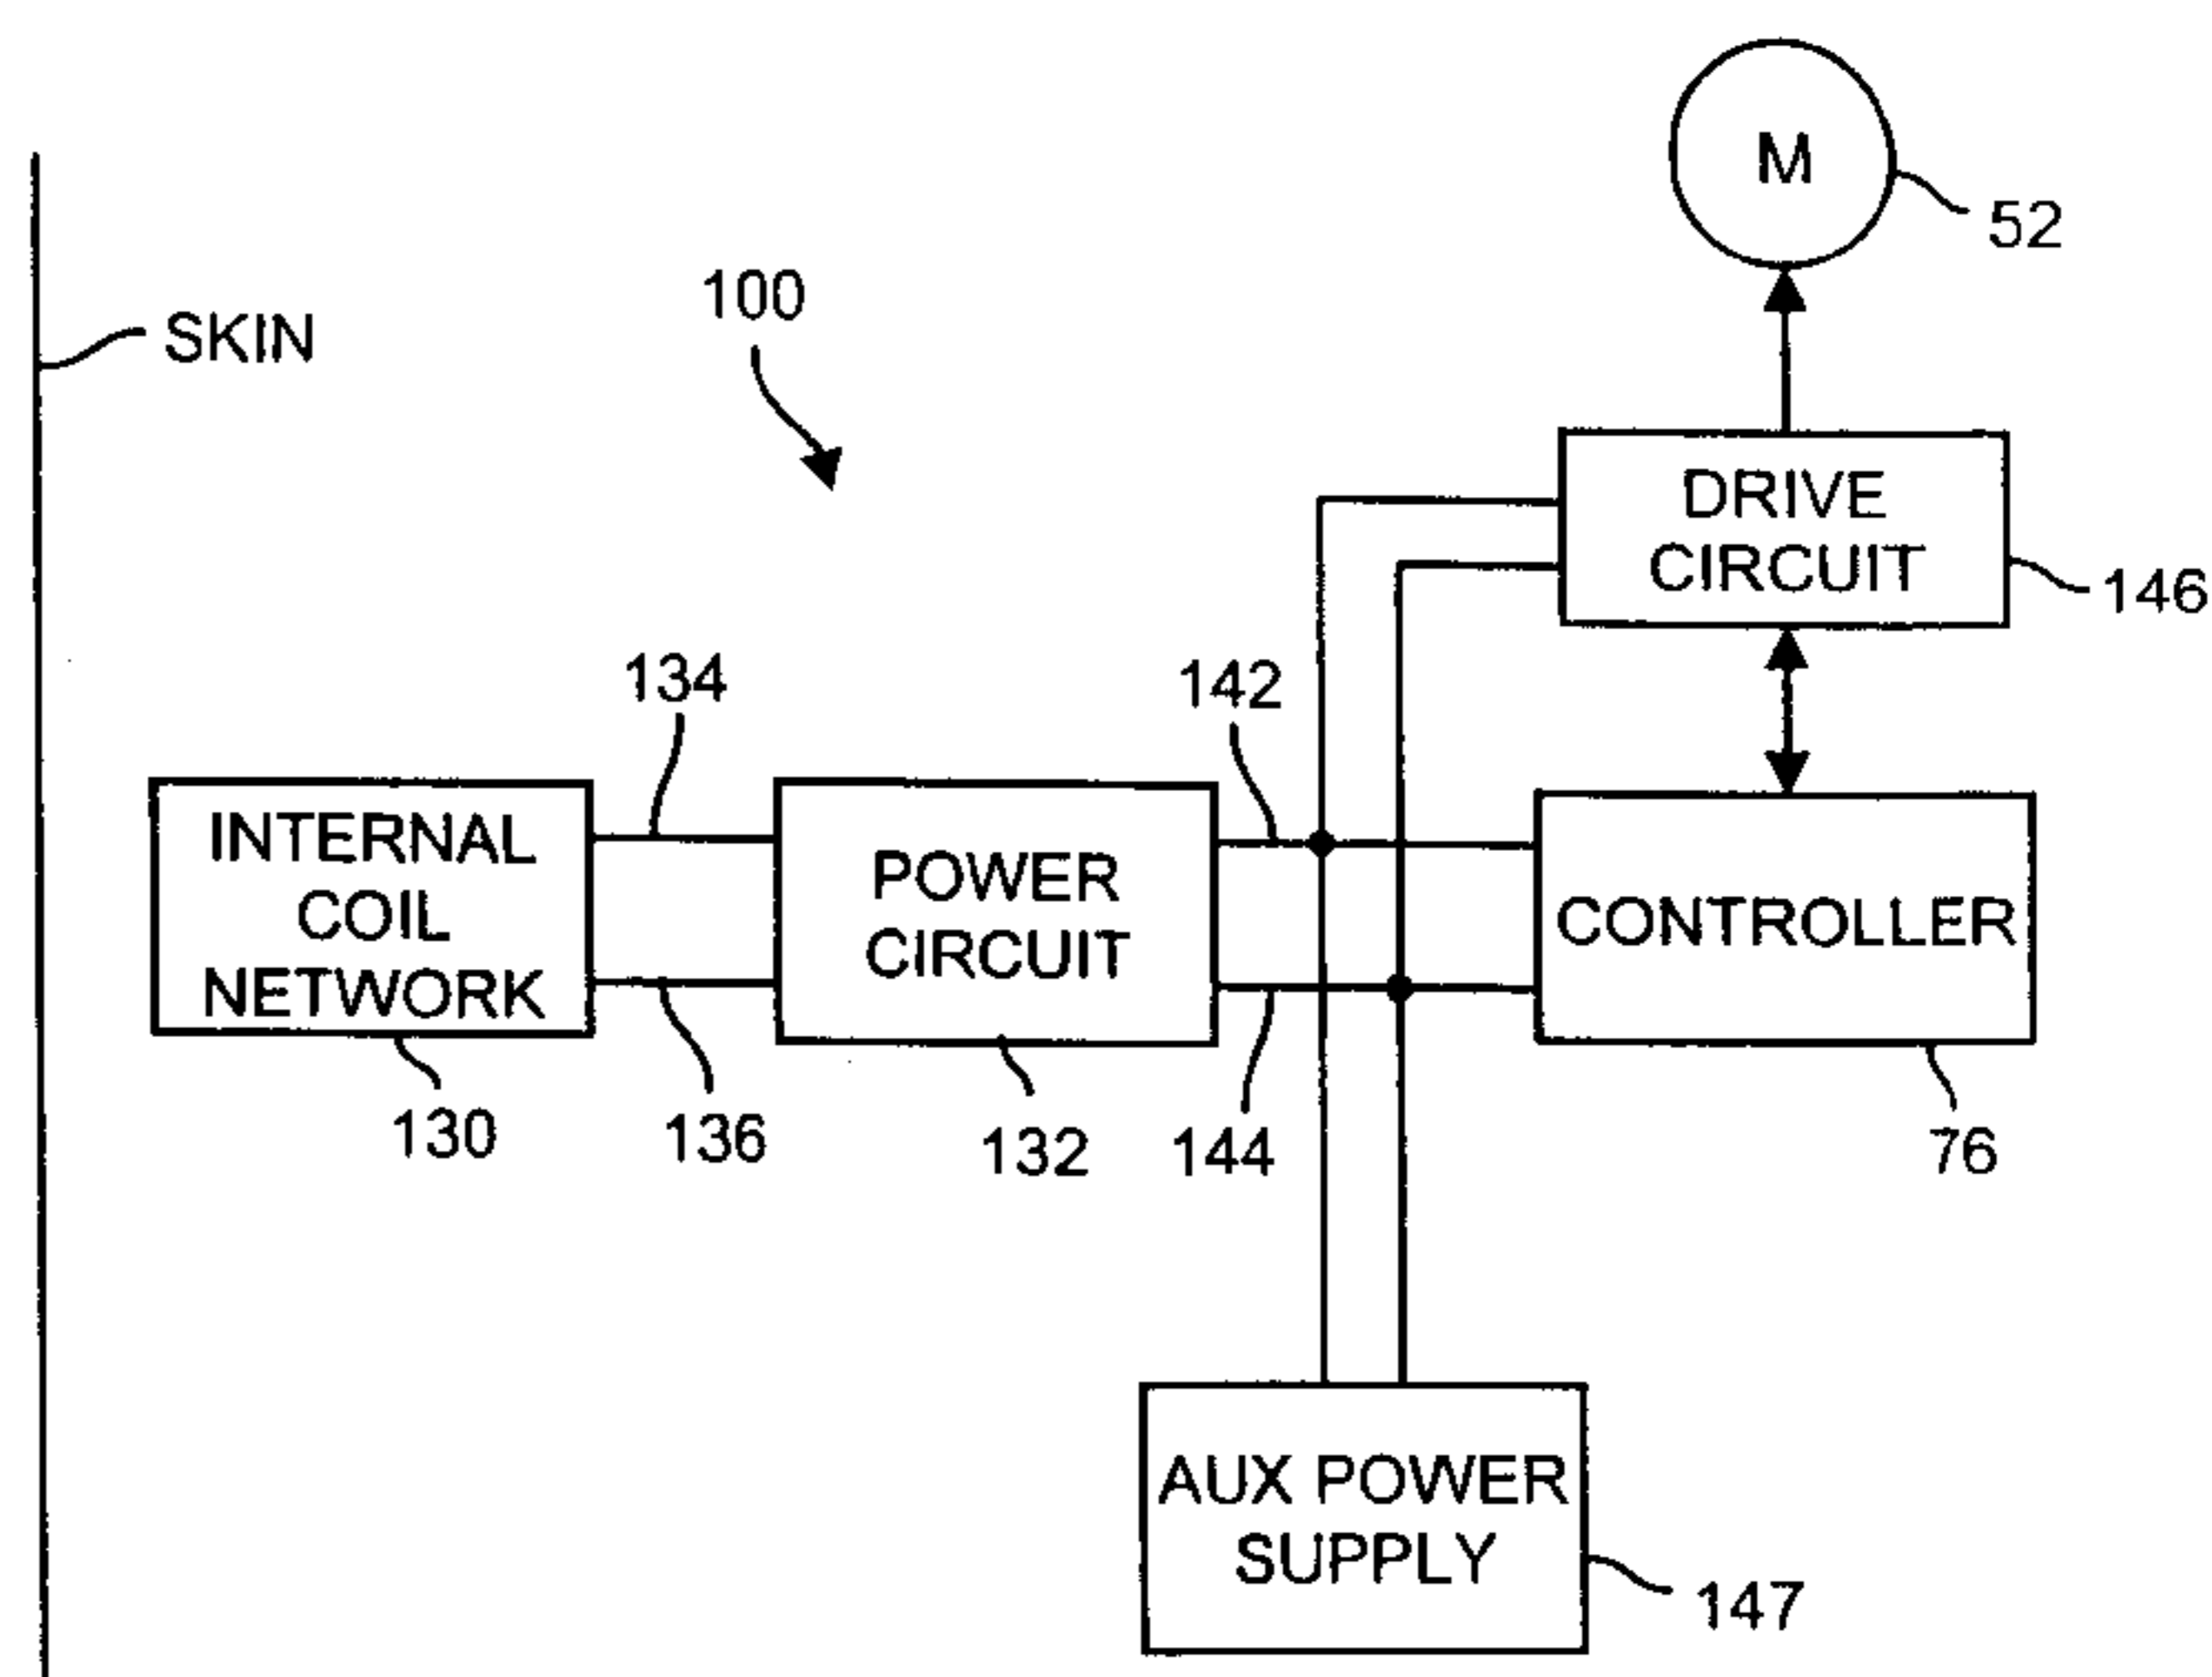 M
52
100
SKIN
DRIVE
CIRCUIT
146
134
142
INTERNAL
COIL
NETWORK
POWER
CIRCUIT
CONTROLLER
130
136
132
144
76
AUX POWER
SUPPLY
147